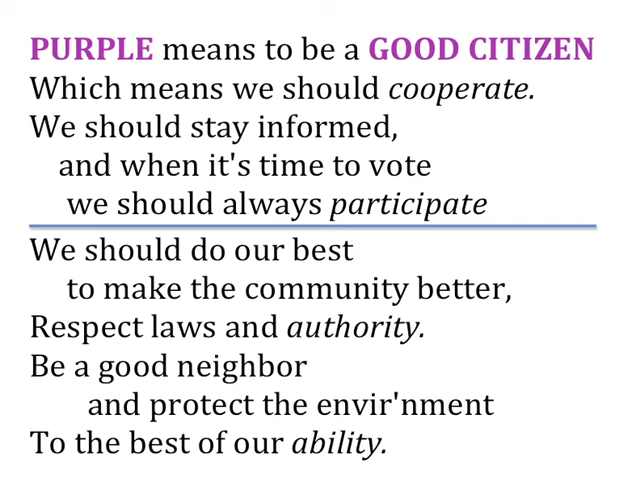 PURPLE means to be a GOOD CITIZEN
Which means we should cooperate.
We should stay informed,
and when it's time to vote
we should always participate
We should do our best
to make the community better,
Respect laws and authority.
Be a good neighbor
and protect the envir'nment
To the best of our ability.